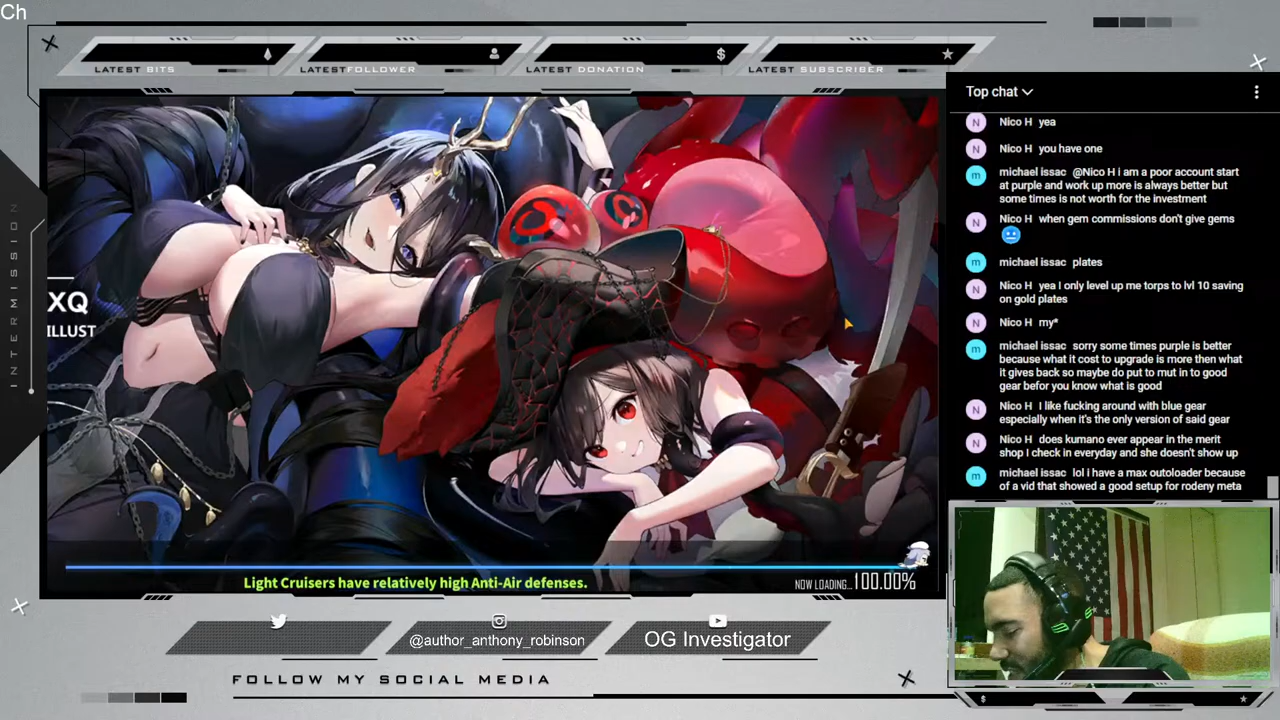 Ch
LATEST BITS
LATEST FOLLOWER
LATEST DONATION
LATEST SUBSCRIBER
INTERMISSION
XQ
ILLUST
Light Cruisers have relatively high Anti-Air defenses.
NOW LOADING... 100.00%
Top chat
N Nico H yea
N Nico H you have one
m michael issac @Nico H i am a poor account start
at purple and work up more is always better but
some times is not worth for the investment
N Nico H when gem commissions don't give gems
m michael issac plates
N Nico H yea I only level up me torps to lvl 10 saving
on gold plates
N Nico H my*
m michael issac sorry some times purple is better
because what it cost to upgrade is more then what
it gives back so maybe do put to mut in to good
gear befor you know what is good
N Nico H I like fucking around with blue gear
especially when it's the only version of said gear
N Nico H does kumano ever appear in the merit
shop I check in everyday and she doesn't show up
m michael issac lol i have a max outoloader because
of a vid that showed a good setup for rodeny meta
@author_anthony_robinson
OG Investigator
FOLLOW MY SOCIAL MEDIA